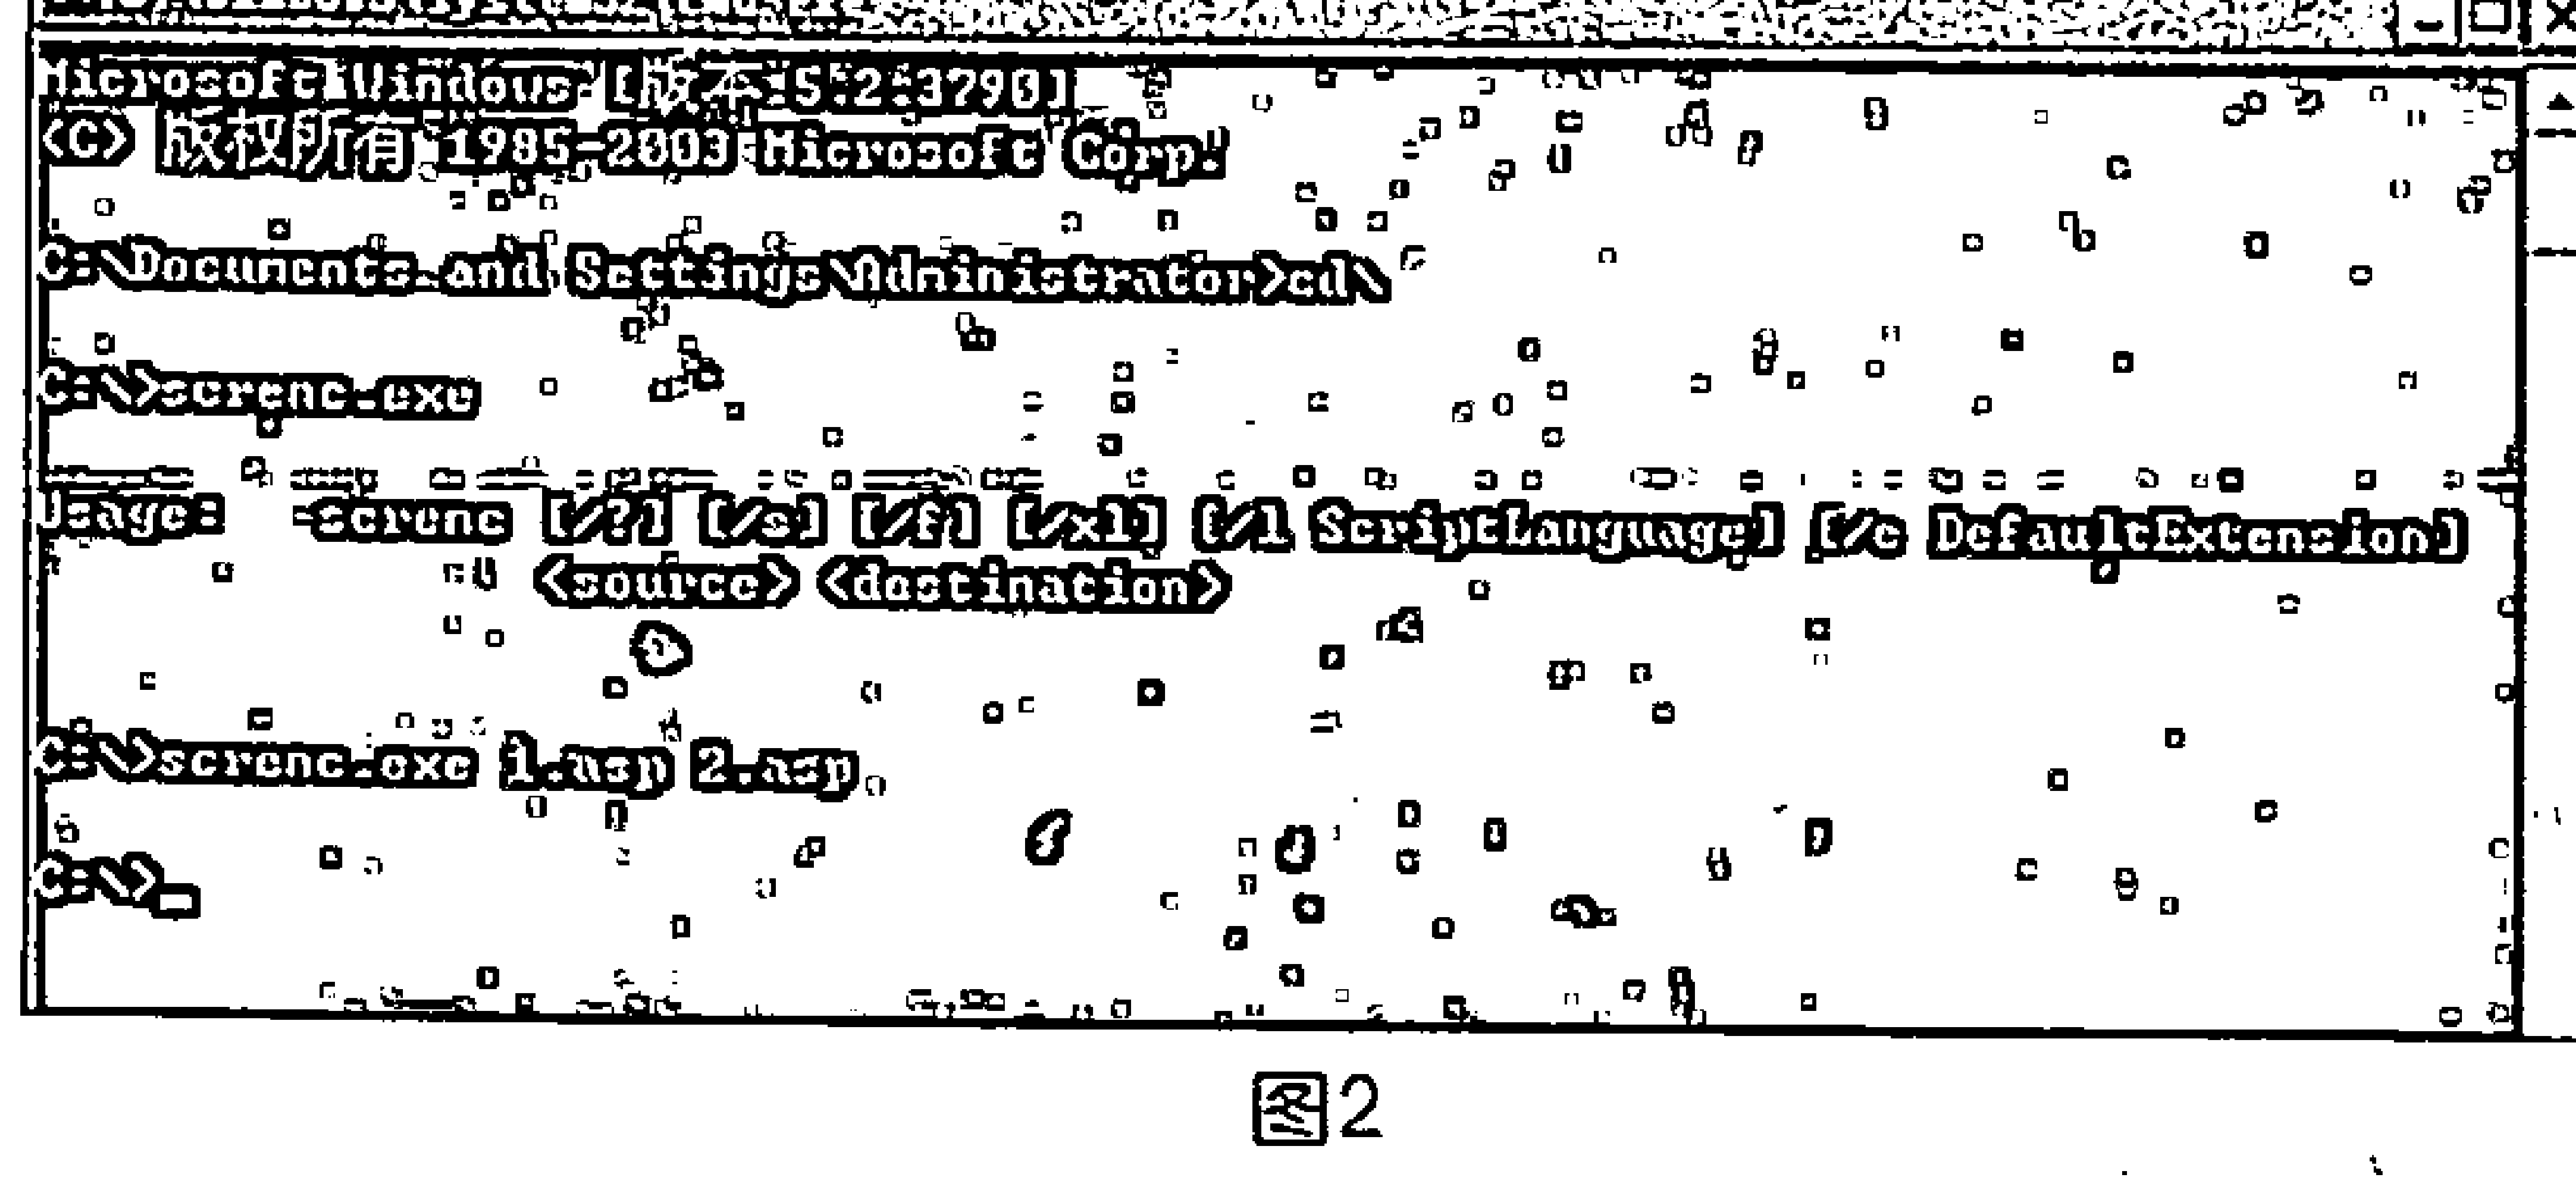 Microsoft Windows [版本 5.2.3790]
<C> 版权所有 1985-2003 Microsoft Corp.
C:\Documents and Settings\Administrator>cd\
C:\>screnc.exe
Usage: screnc [/?] [/s] [/f] [/xl] [/l ScriptLanguage] [/e DefaultExtension]
<source> <destination>
C:\>screnc.exe 1.asp 2.asp
C:\>
图2